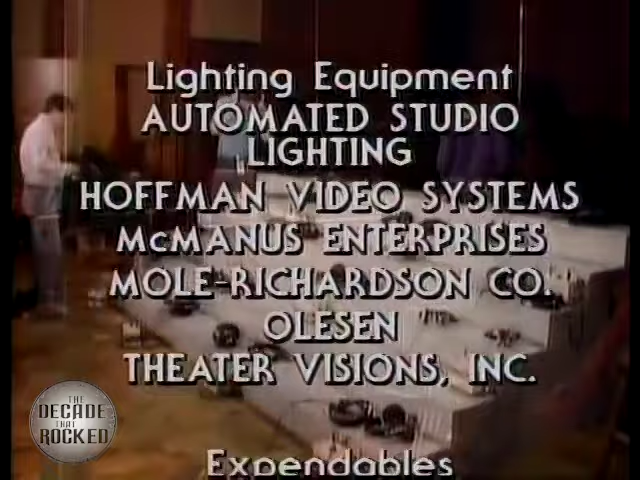 Lighting Equipment
AUTOMATED STUDIO
LIGHTING
HOFFMAN VIDEO SYSTEMS
McMANUS ENTERPRISES
MOLE-RICHARDSON CO.
OLESEN
THEATER VISIONS, INC.
THE
DECADE
THAT
ROCKED
Expendables